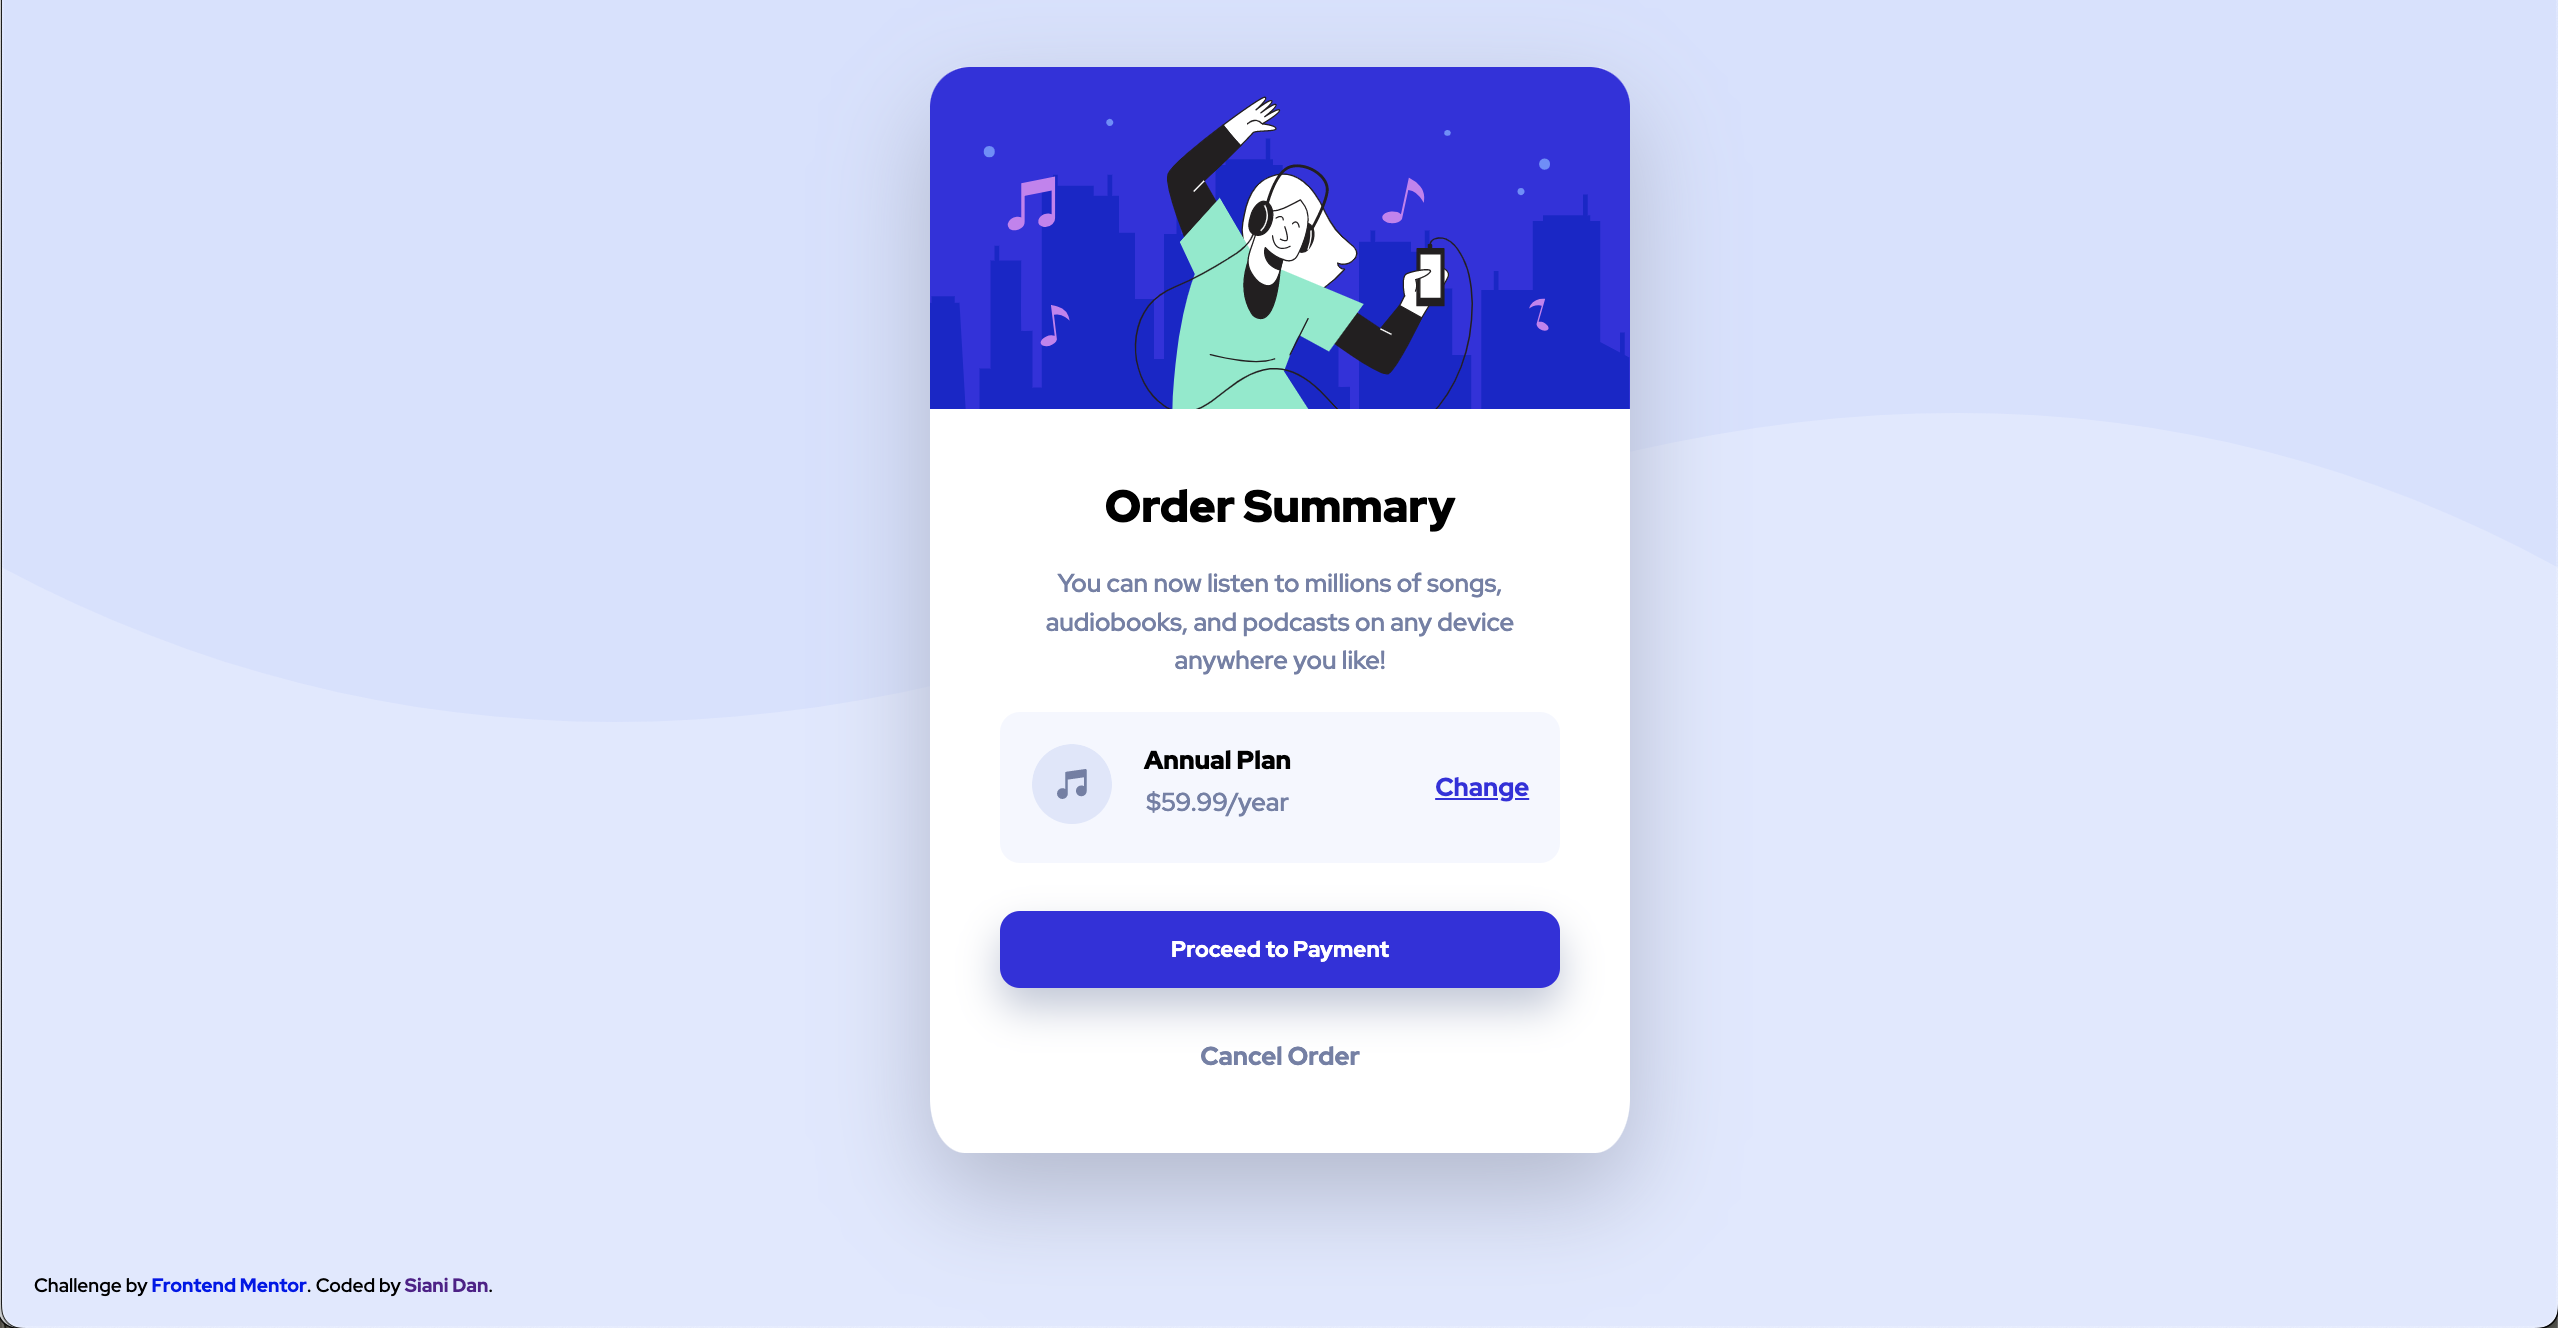 Order Summary
You can now listen to millions of songs,
audiobooks, and podcasts on any device
anywhere you like!
Annual Plan
$59.99/year
Change
Proceed to Payment
Cancel Order
Challenge by Frontend Mentor. Coded by Siani Dan.